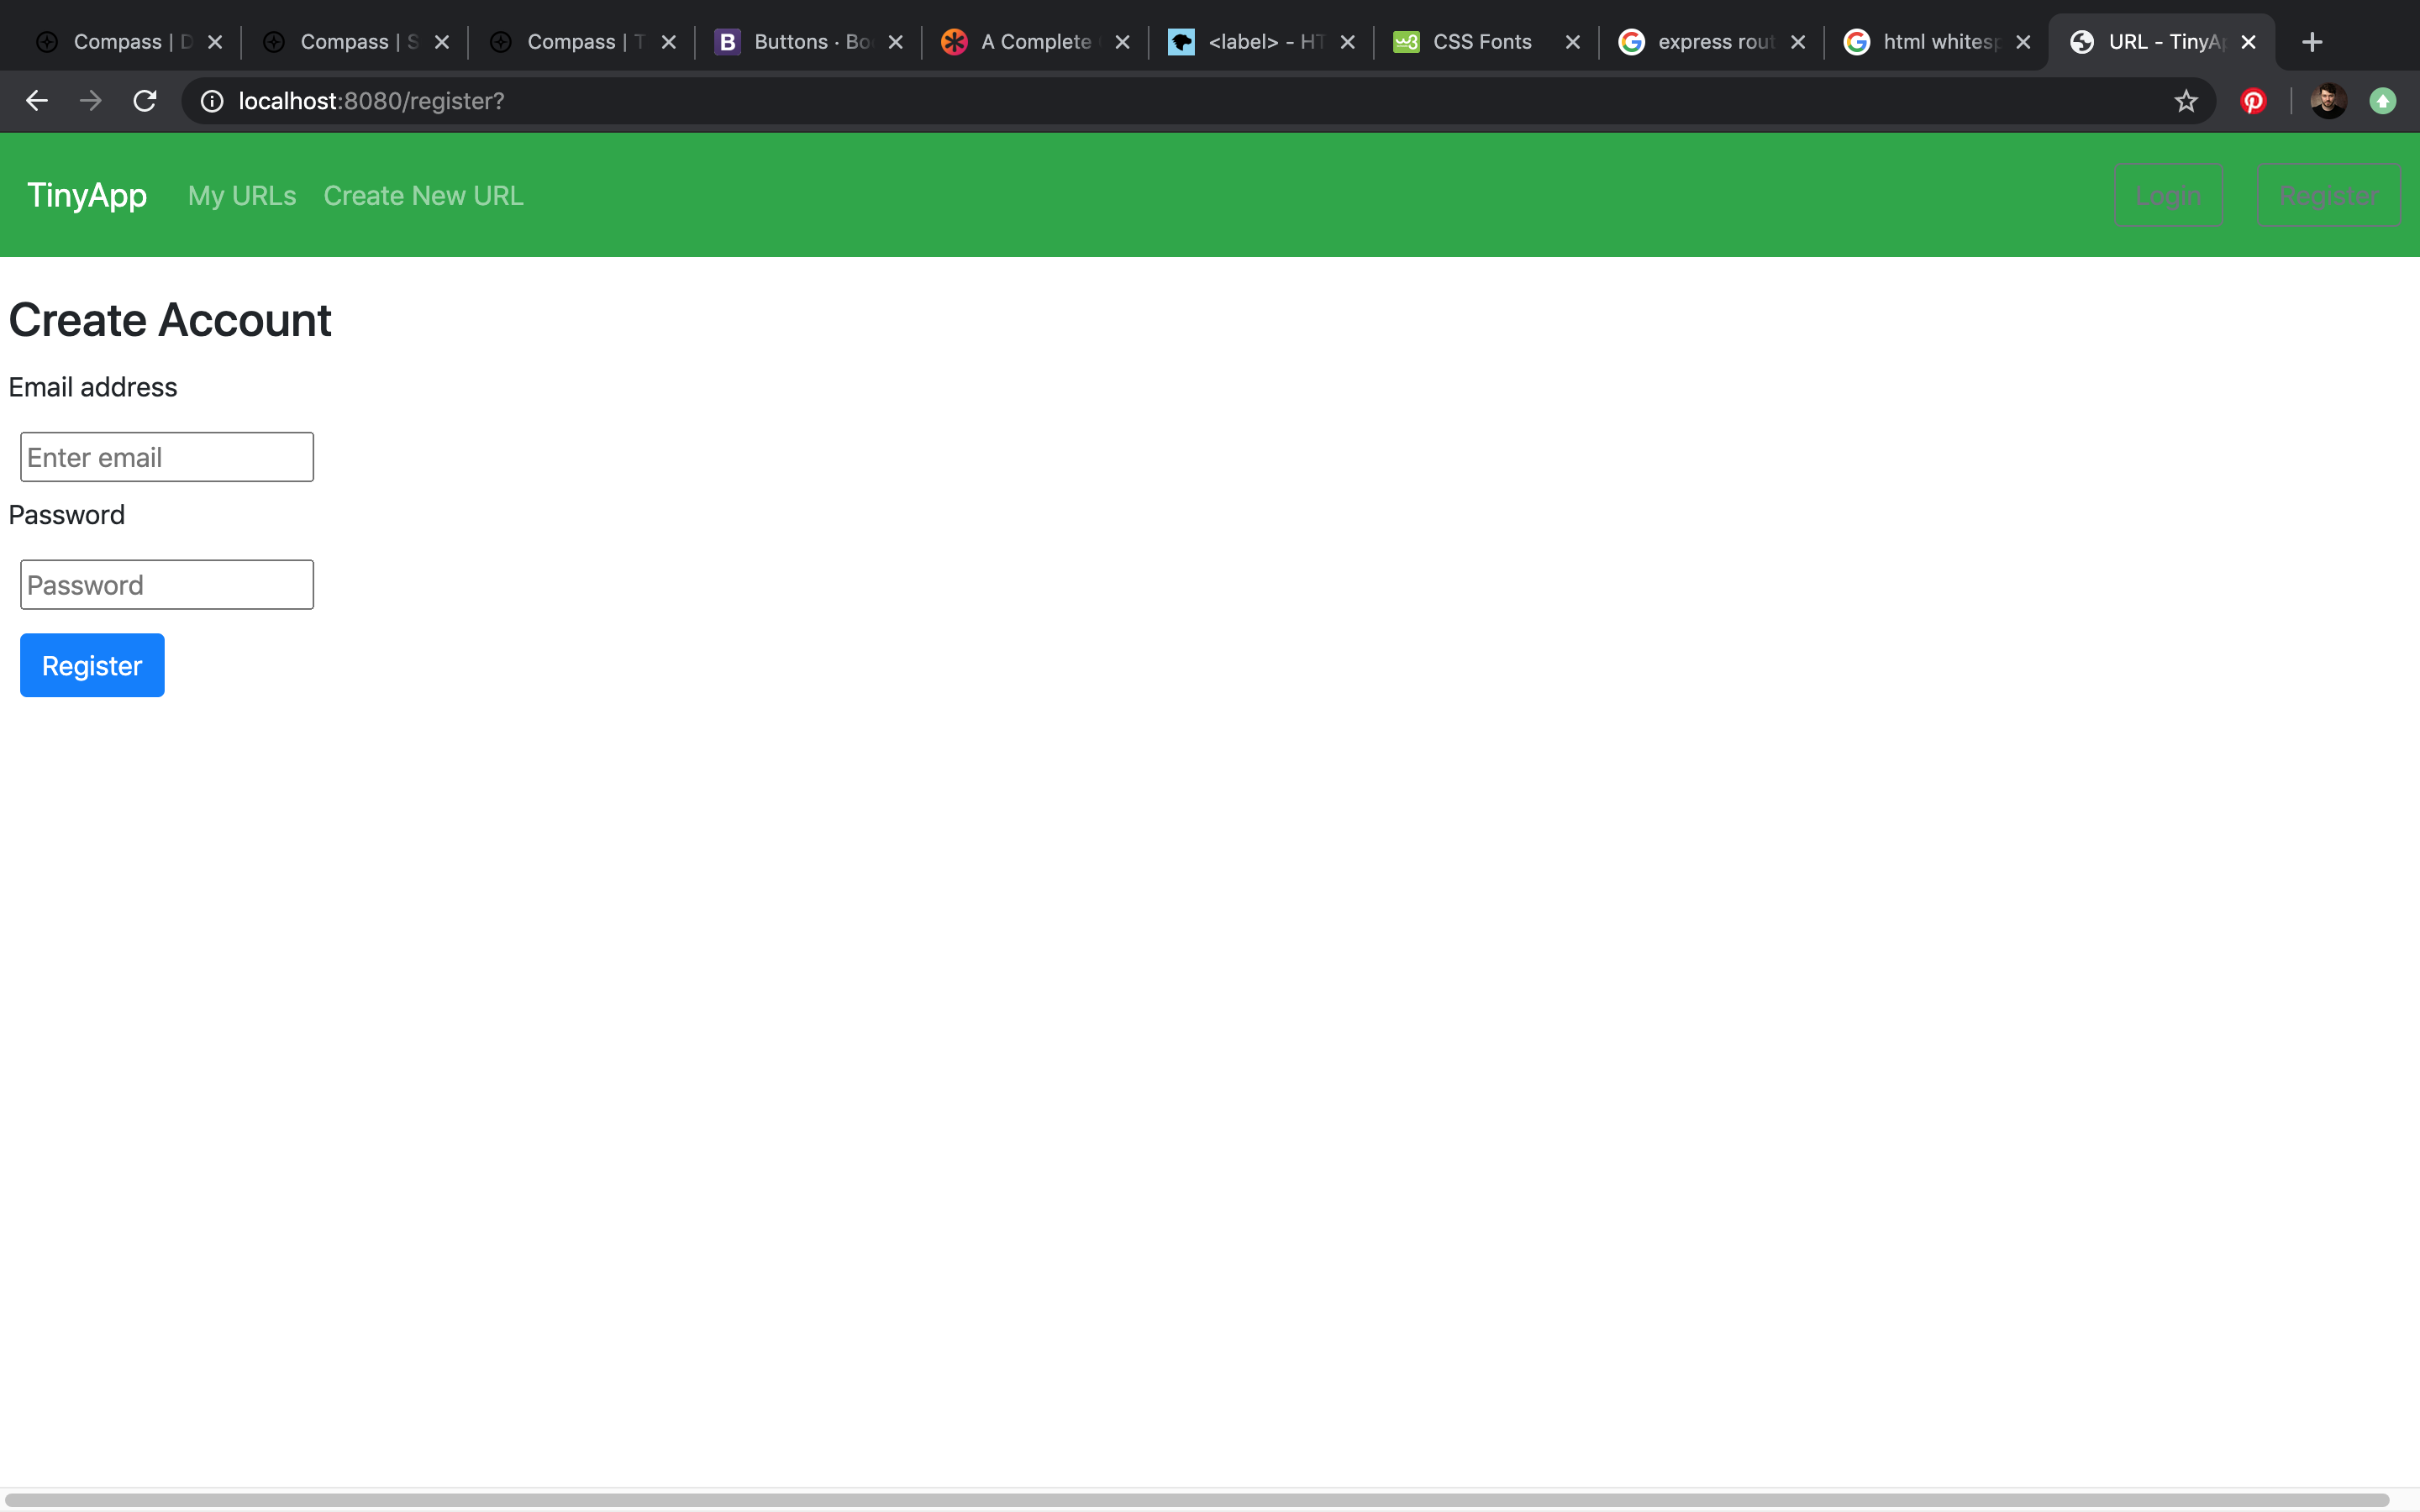 Compass | D
Compass | S
Compass | T
B Buttons · Bo
A Complete
<label> - HT
w3 CSS Fonts
express rout
html whitesp
URL - TinyAp
localhost:8080/register?
TinyApp My URLs Create New URL Login Register
Create Account
Email address
Enter email
Password
Password
Register